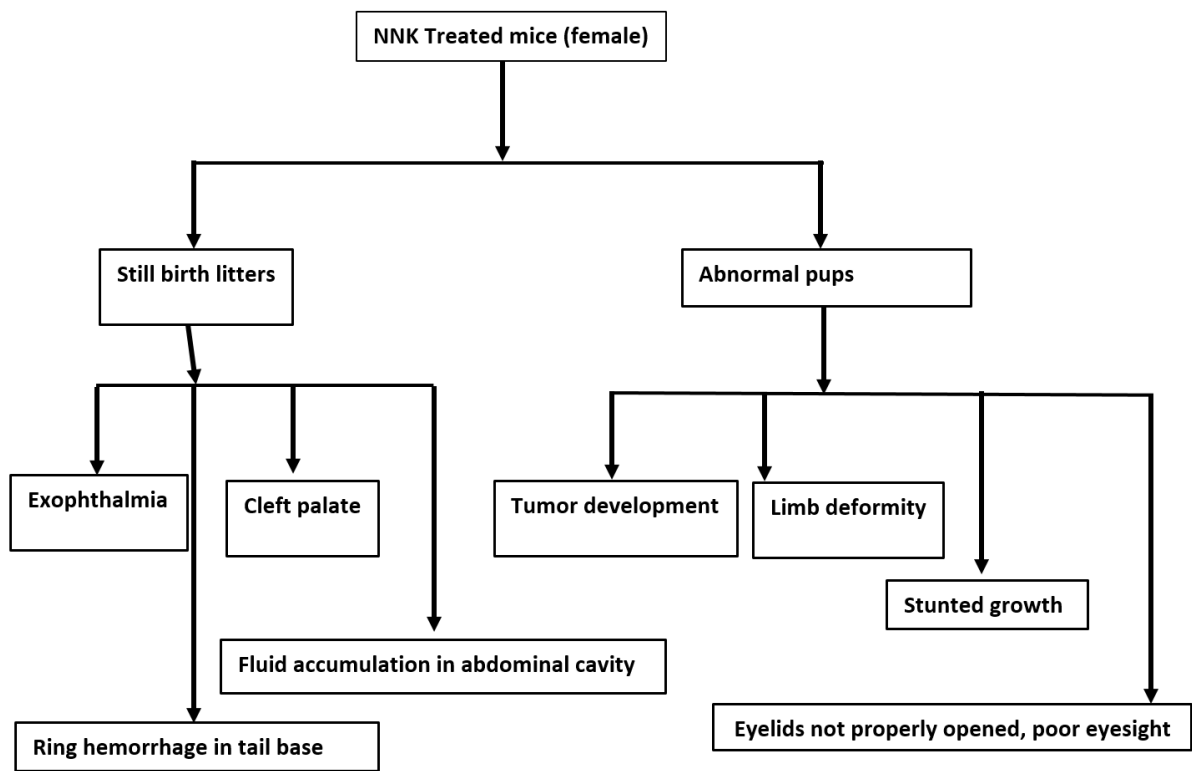 NNK Treated mice (female)
Still birth litters
Abnormal pups
Exophthalmia
Cleft palate
Tumor development
Limb deformity
Stunted growth
Fluid accumulation in abdominal cavity
Ring hemorrhage in tail base
Eyelids not properly opened, poor eyesight